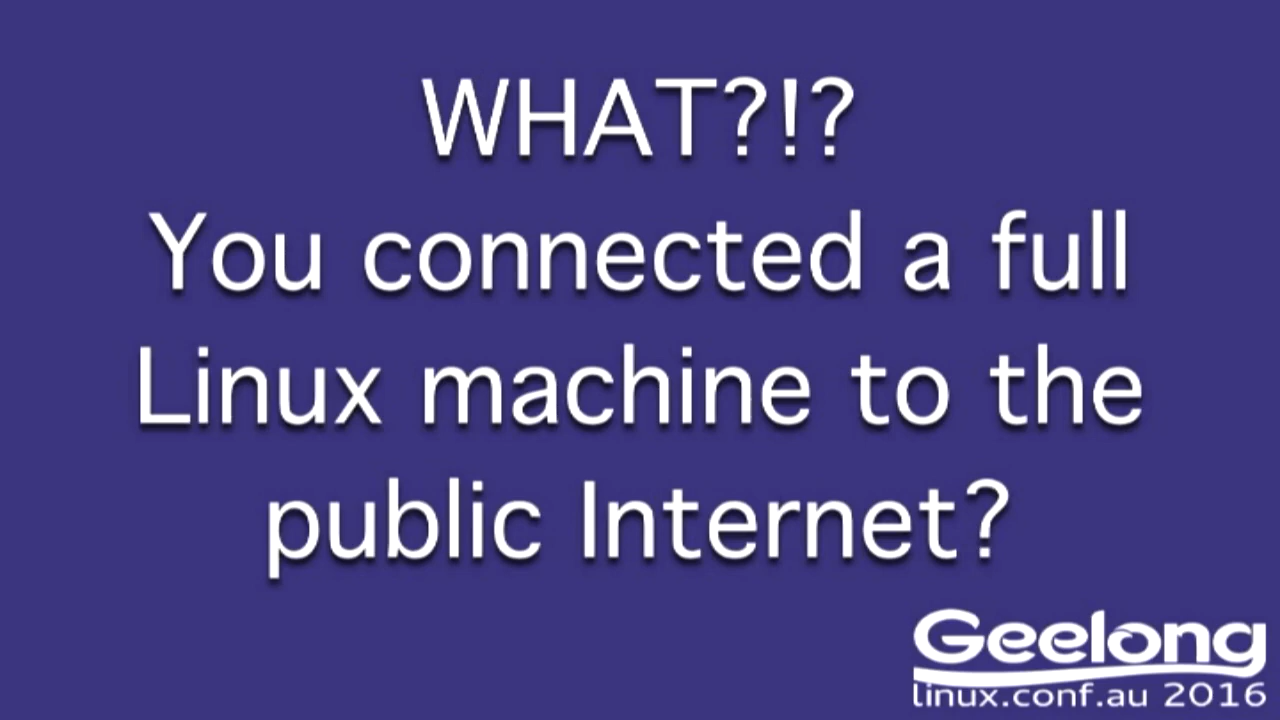 WHAT?!?
You connected a full
Linux machine to the
public Internet?
Geelong
linux.conf.au 2016